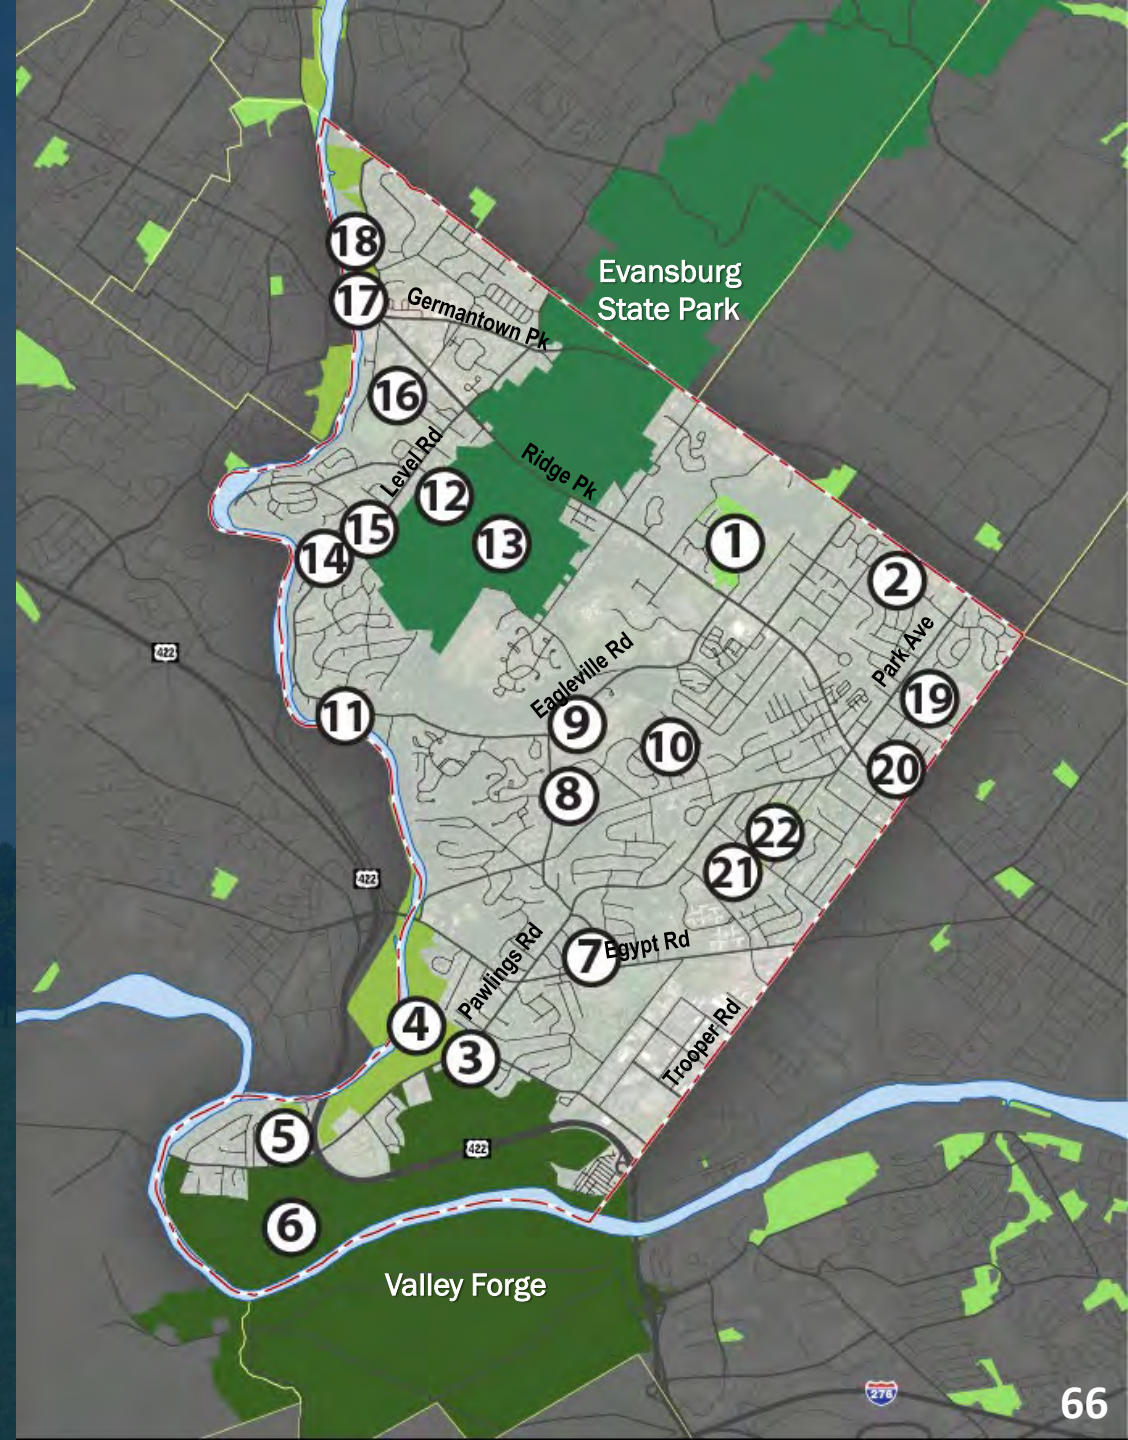 Evansburg
State Park
18
17
Germantown Pk
16
Level Rd
Ridge Pk
12
15
13
14
1
2
Park Ave
422
Eagleville Rd
19
11
9
10
20
8
22
21
422
Pawlings Rd
7
Egypt Rd
4
3
Trooper Rd
5
422
6
Valley Forge
276
66